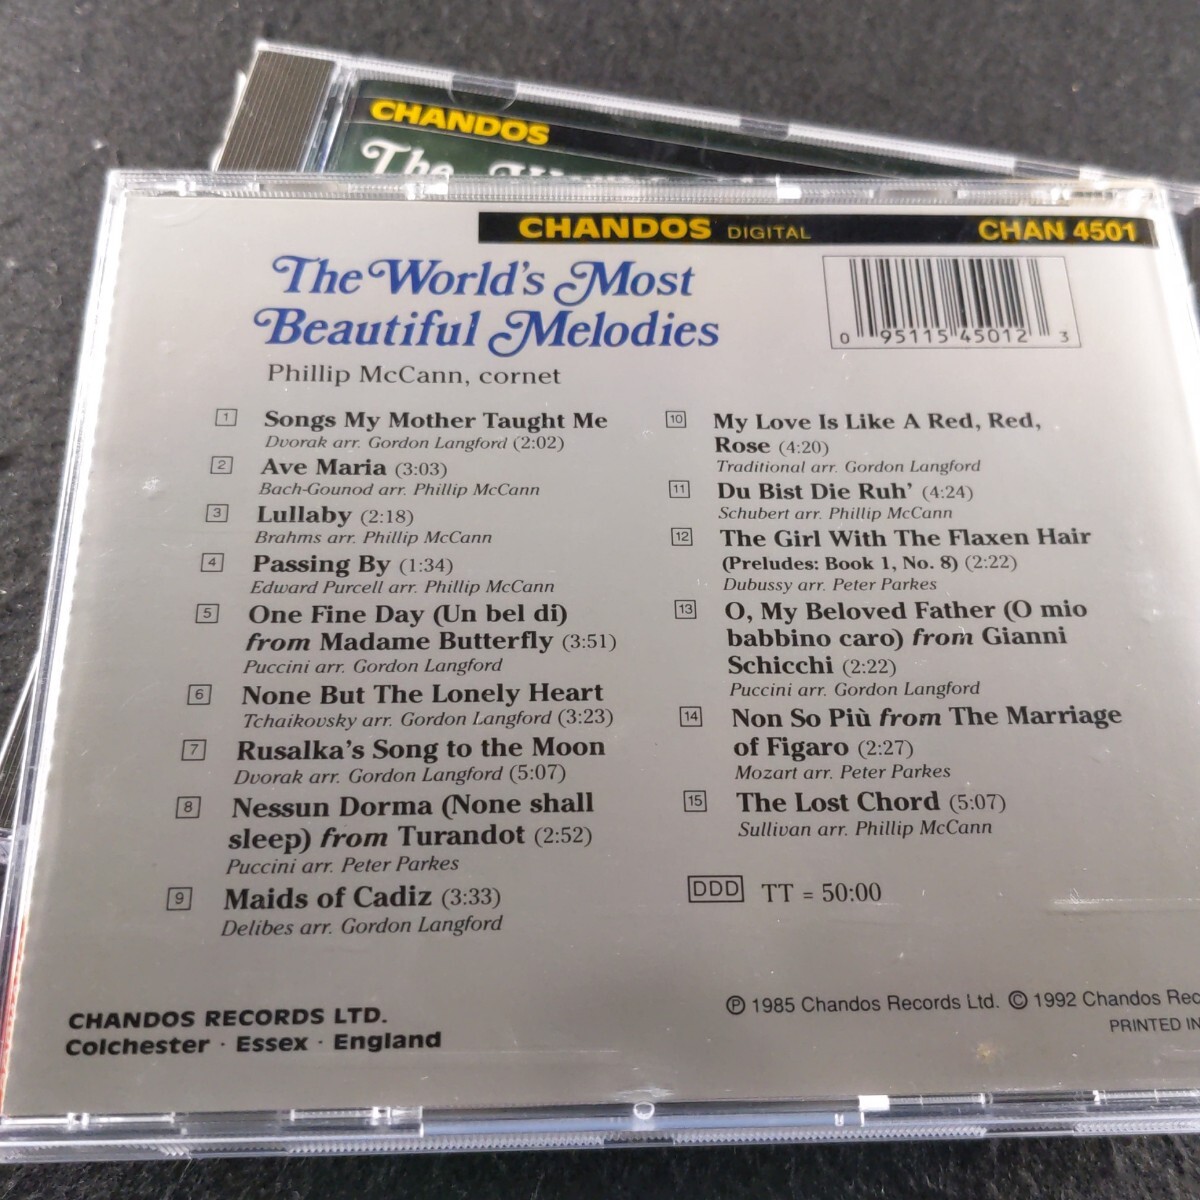 CHANDOS
The
CHANDOS DIGITAL CHAN 4501
The World's Most
Beautiful Melodies
0 95115 45012 3
Phillip McCann, cornet
1 Songs My Mother Taught Me
Dvorak arr. Gordon Langford (2:02)
2 Ave Maria (3:03)
Bach-Gounod arr. Phillip McCann
3 Lullaby (2:18)
Brahms arr. Phillip McCann
4 Passing By (1:34)
Edward Purcell arr. Phillip McCann
5 One Fine Day (Un bel di)
from Madame Butterfly (3:51)
Puccini arr. Gordon Langford
6 None But The Lonely Heart
Tchaikovsky arr. Gordon Langford (3:23)
7 Rusalka's Song to the Moon
Dvorak arr. Gordon Langford (5:07)
8 Nessun Dorma (None shall
sleep) from Turandot (2:52)
Puccini arr. Peter Parkes
9 Maids of Cadiz (3:33)
Delibes arr. Gordon Langford
10 My Love Is Like A Red, Red,
Rose (4:20)
Traditional arr. Gordon Langford
11 Du Bist Die Ruh' (4:24)
Schubert arr. Phillip McCann
12 The Girl With The Flaxen Hair
(Preludes: Book 1, No. 8) (2:22)
Dubussy arr. Peter Parkes
13 O, My Beloved Father (O mio
babbino caro) from Gianni
Schicchi (2:22)
Puccini arr. Gordon Langford
14 Non So Più from The Marriage
of Figaro (2:27)
Mozart arr. Peter Parkes
15 The Lost Chord (5:07)
Sullivan arr. Phillip McCann
DDD TT = 50:00
CHANDOS RECORDS LTD.
Colchester · Essex · England
℗ 1985 Chandos Records Ltd. © 1992 Chandos Rec
PRINTED IN